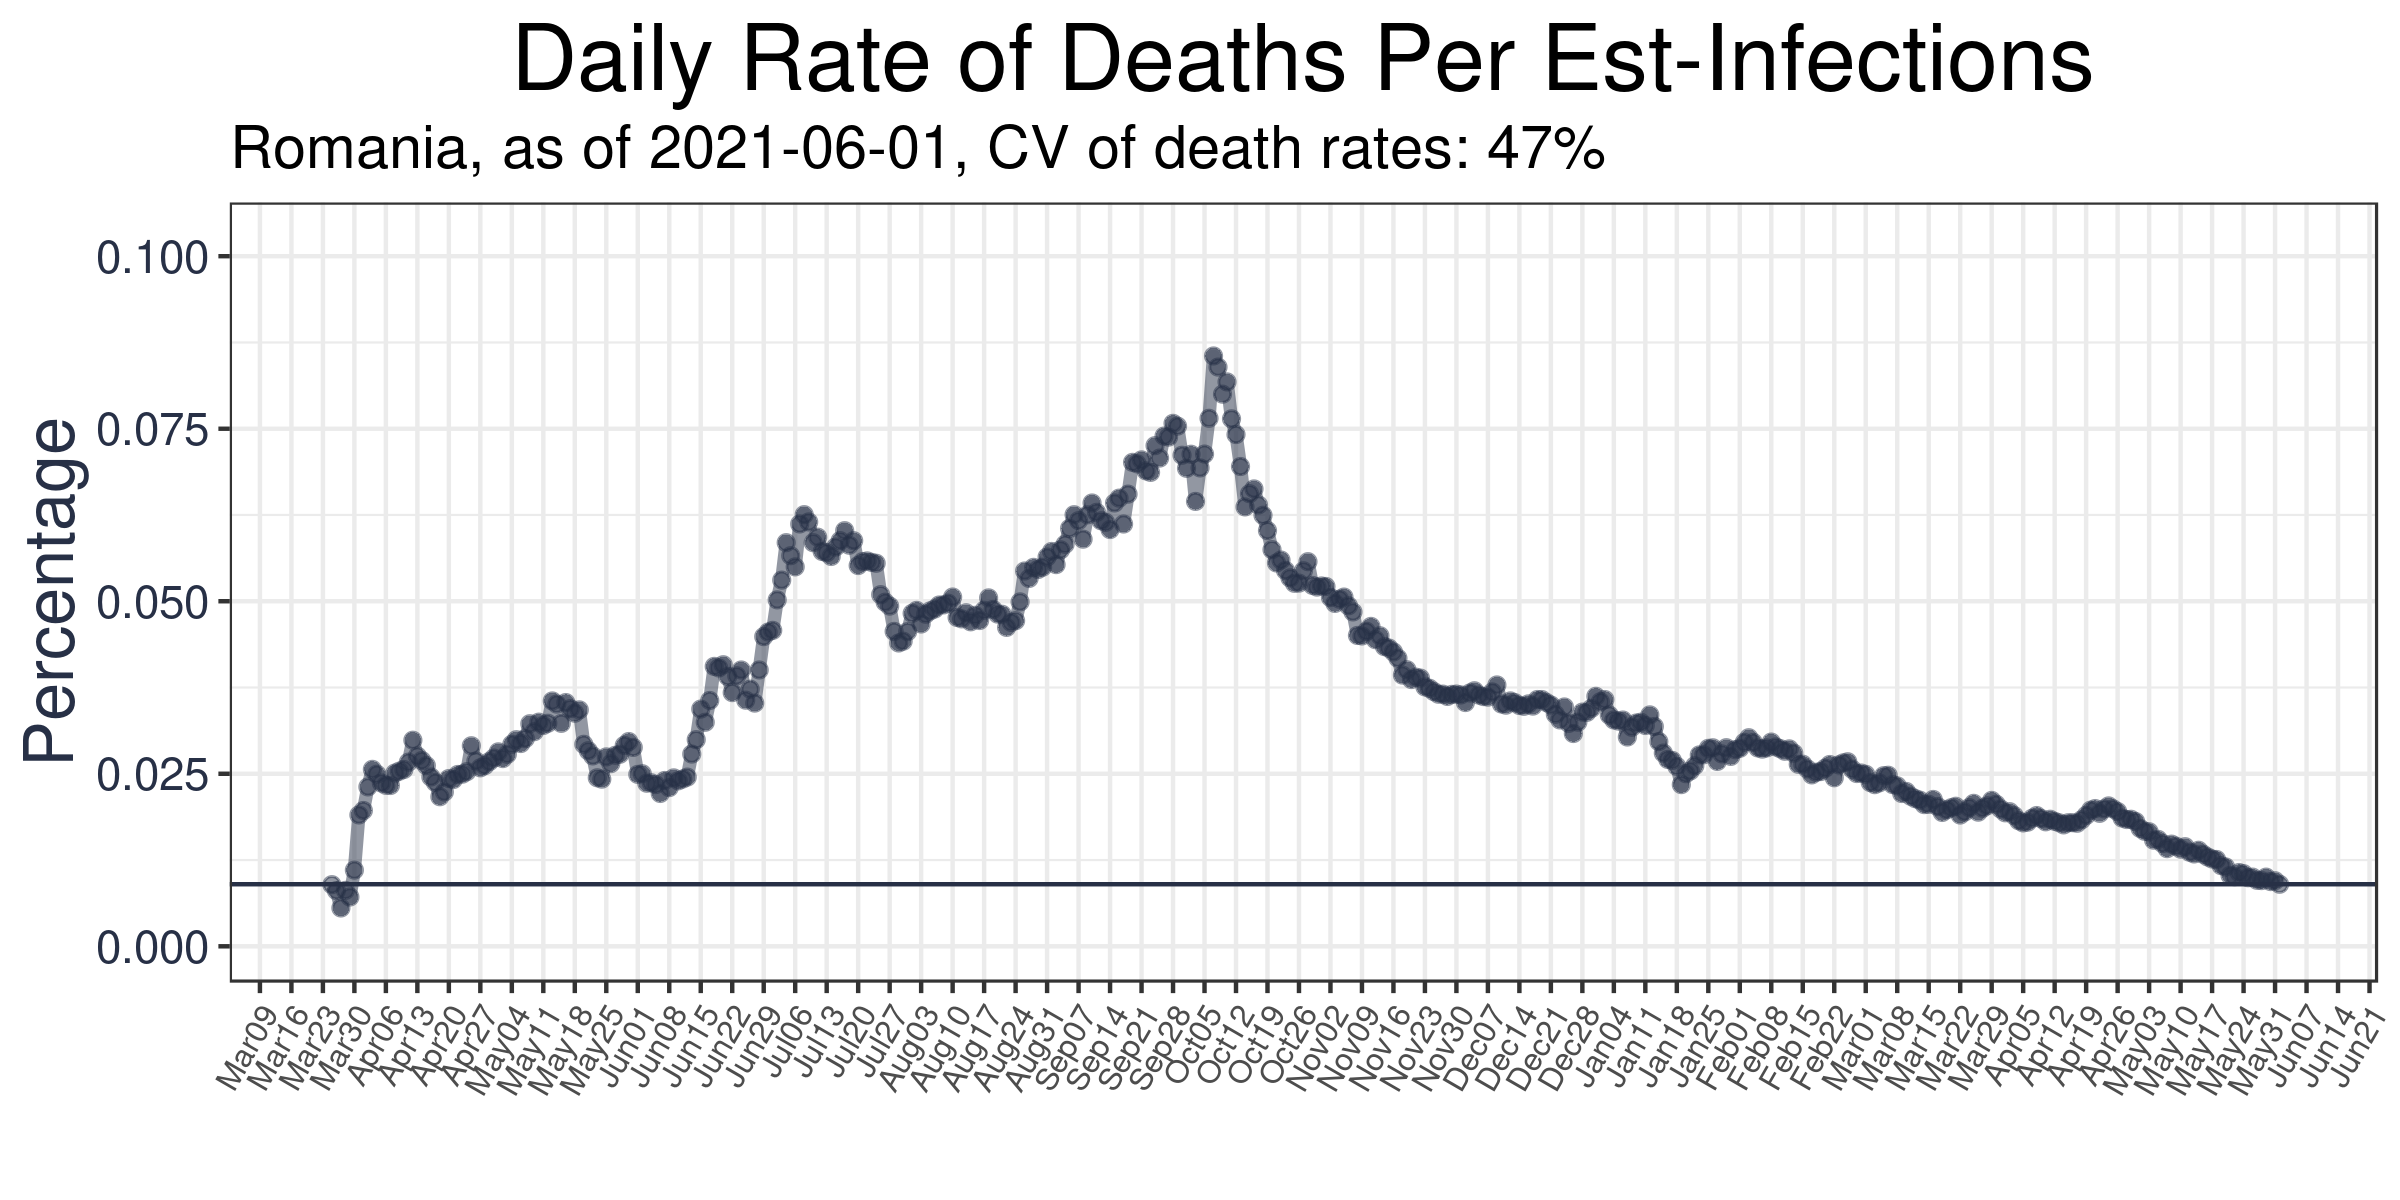 Daily Rate of Deaths Per Est-Infections
Romania, as of 2021-06-01, CV of death rates: 47%
Percentage
0.100
0.075
0.050
0.025
0.000
Mar09
Mar16
Mar23
Mar30
Apr06
Apr13
Apr20
Apr27
May04
May11
May18
May25
Jun01
Jun08
Jun15
Jun22
Jun29
Jul06
Jul13
Jul20
Jul27
Aug03
Aug10
Aug17
Aug24
Aug31
Sep07
Sep14
Sep21
Sep28
Oct05
Oct12
Oct19
Oct26
Nov02
Nov09
Nov16
Nov23
Nov30
Dec07
Dec14
Dec21
Dec28
Jan04
Jan11
Jan18
Jan25
Feb01
Feb08
Feb15
Feb22
Mar01
Mar08
Mar15
Mar22
Mar29
Apr05
Apr12
Apr19
Apr26
May03
May10
May17
May24
May31
Jun07
Jun14
Jun21